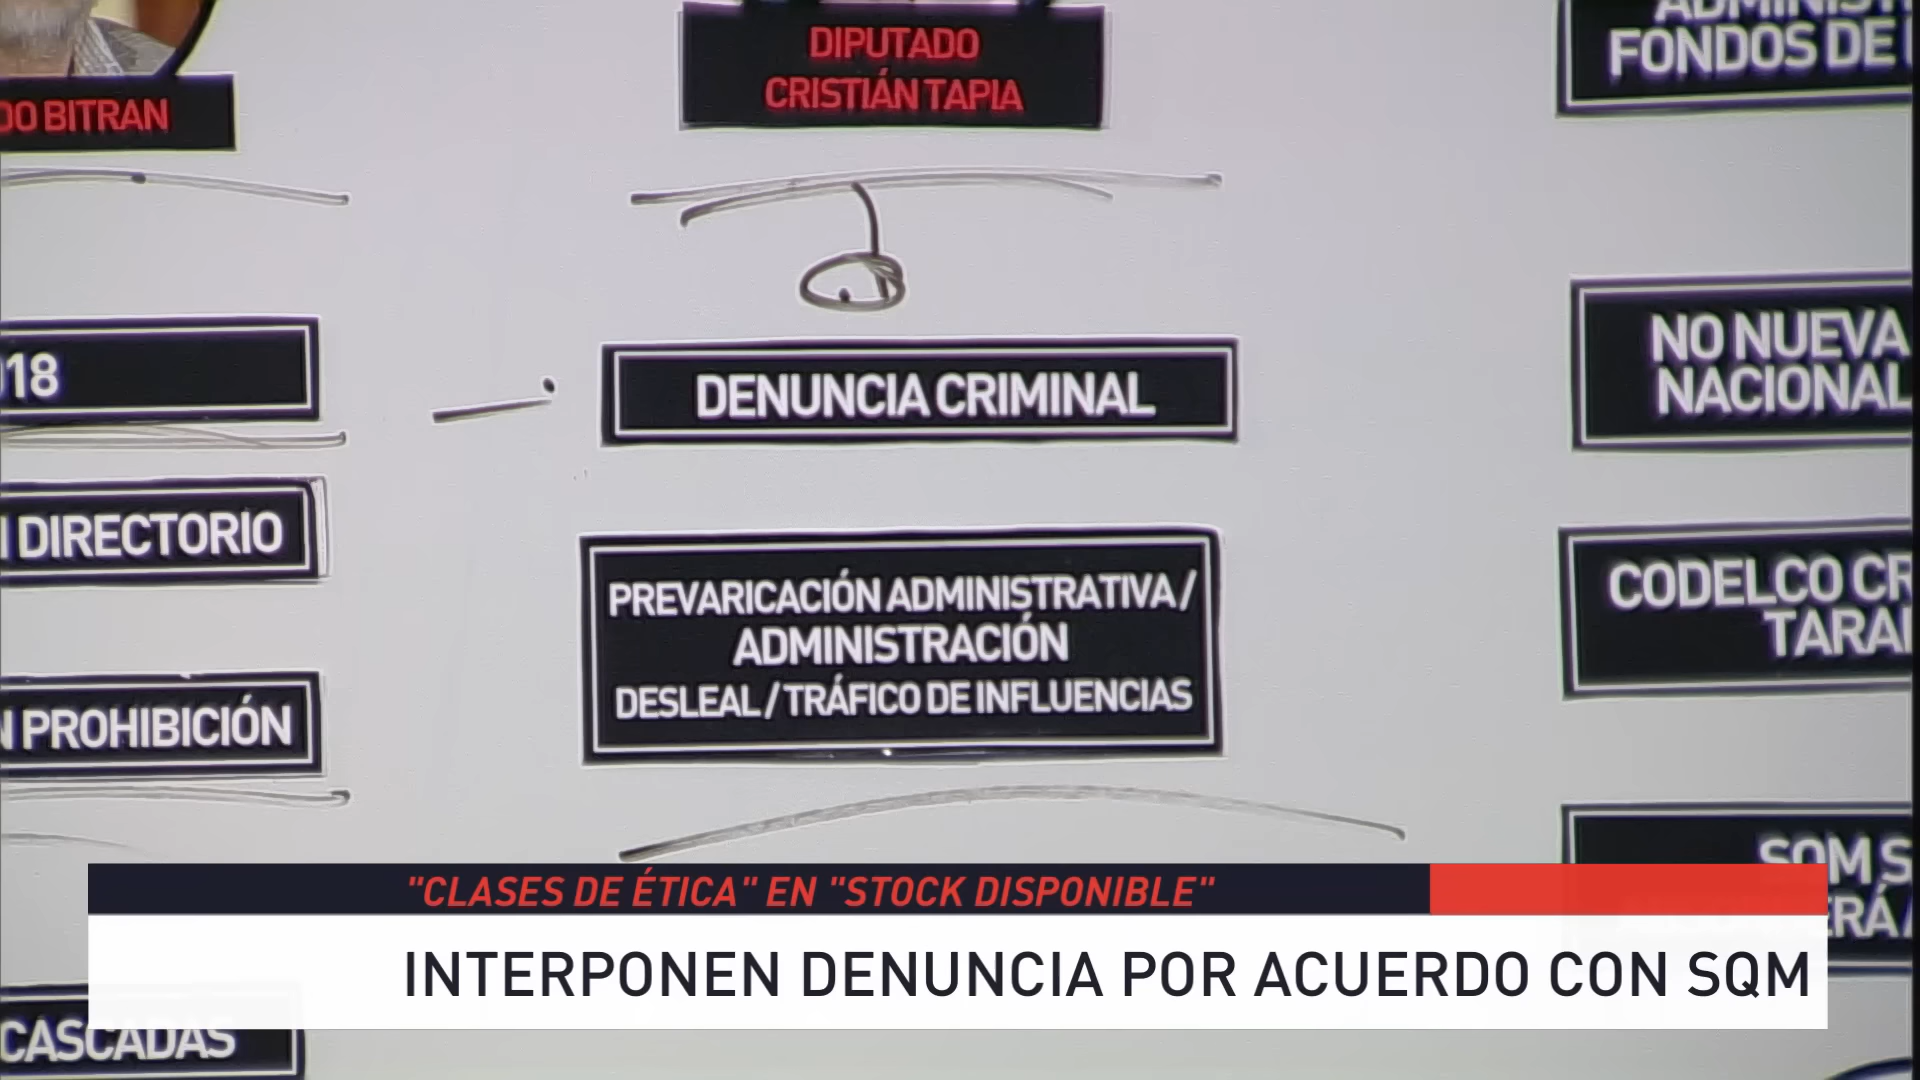 DO BITRAN
18
DIRECTORIO
PROHIBICIÓN
CASCADAS
DIPUTADO
CRISTIÁN TAPIA
DENUNCIA CRIMINAL
PREVARICACIÓN ADMINISTRATIVA /
ADMINISTRACIÓN
DESLEAL / TRÁFICO DE INFLUENCIAS
FONDOS DE
NO NUEVA
NACIONAL
CODELCO CR
TARA
SQM S
ERÁ
"CLASES DE ÉTICA" EN "STOCK DISPONIBLE"
INTERPONEN DENUNCIA POR ACUERDO CON SQM